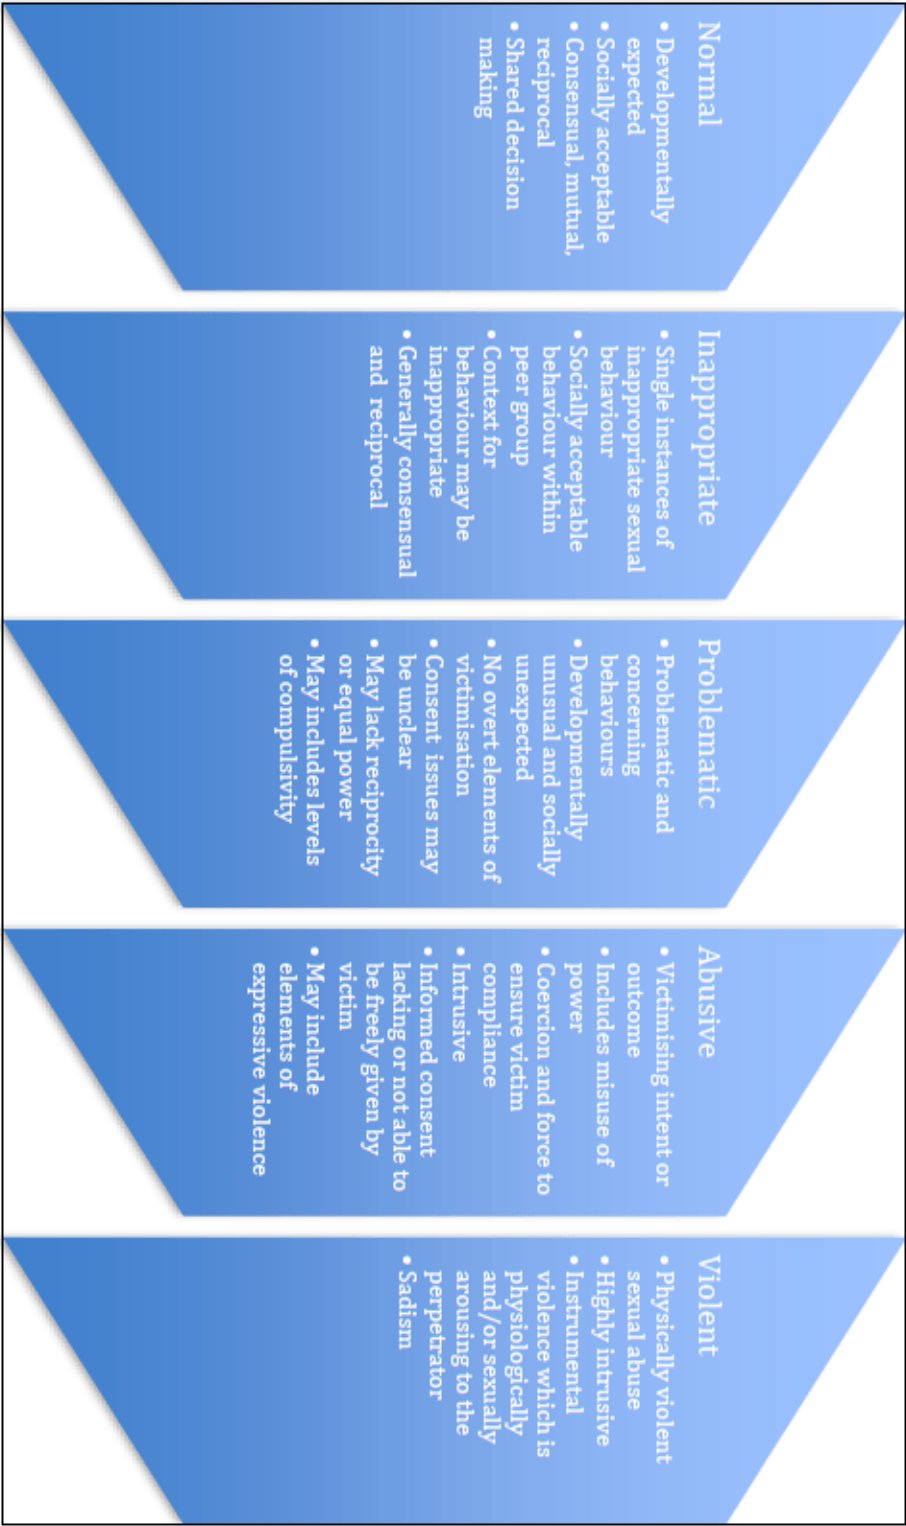 Normal
• Developmentally
expected
• Socially acceptable
• Consensual, mutual,
reciprocal
• Shared decision
making
Inappropriate
• Single instances of
inappropriate sexual
behaviour
• Socially acceptable
behaviour within
peer group
• Context for
behaviour may be
inappropriate
• Generally consensual
and reciprocal
Problematic
• Problematic and
concerning
behaviours
• Developmentally
unusual and socially
unexpected
• No overt elements of
victimisation
• Consent issues may
be unclear
• May lack reciprocity
or equal power
• May includes levels
of compulsivity
Abusive
• Victimising intent or
outcome
• Includes misuse of
power
• Coercion and force to
ensure victim
compliance
• Intrusive
• Informed consent
lacking or not able to
be freely given by
victim
• May include
elements of
expressive violence
Violent
• Physically violent
sexual abuse
• Highly intrusive
• Instrumental
violence which is
physiologically
and/or sexually
arousing to the
perpetrator
• Sadism